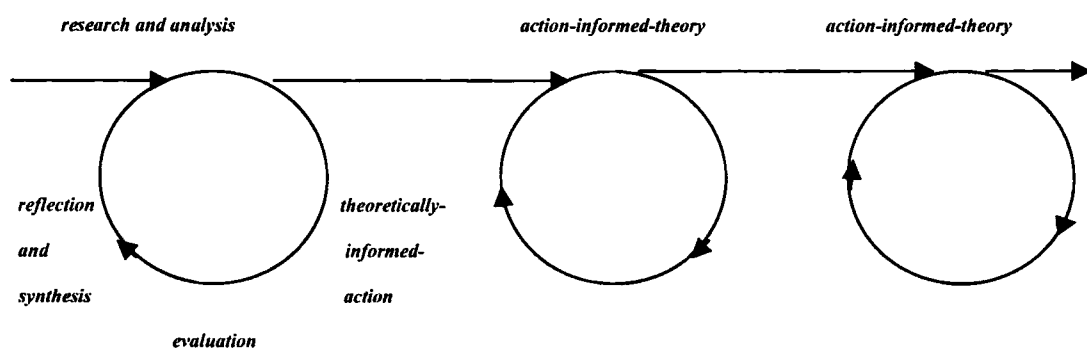 research and analysis
action-informed-theory
action-informed-theory
reflection
and
synthesis
theoretically-
informed-
action
evaluation